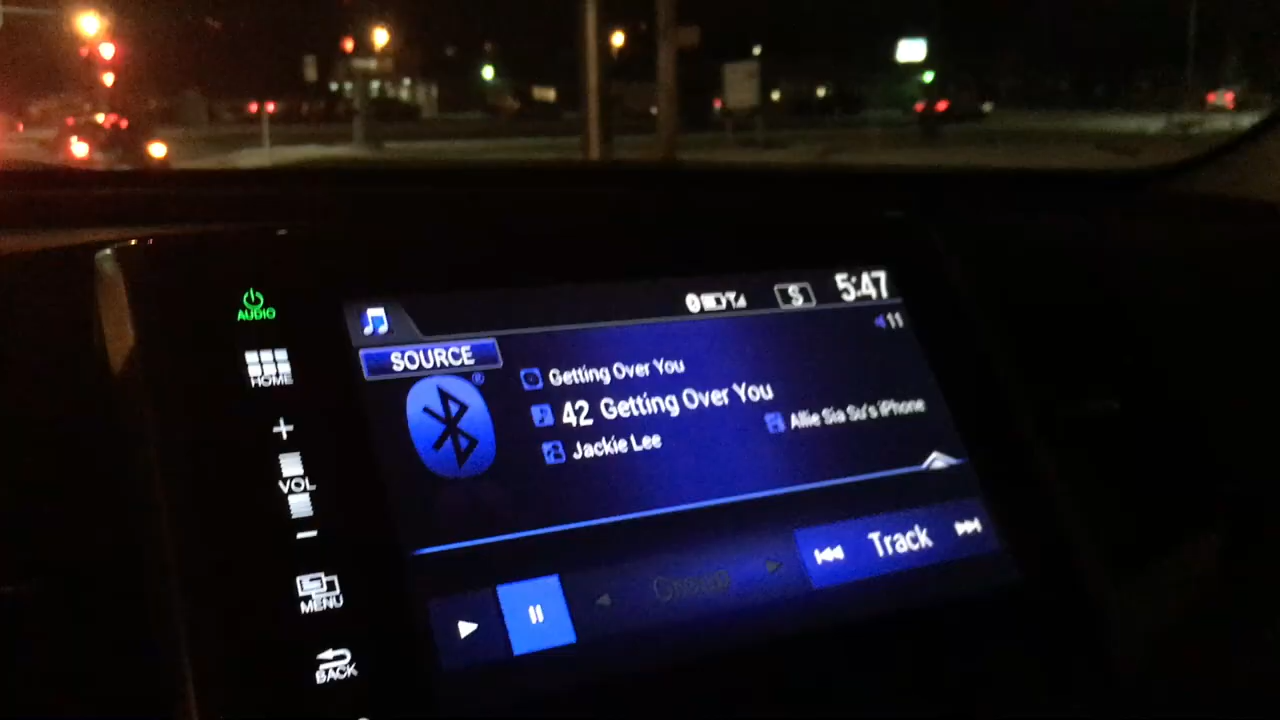 AUDIO
HOME
+
VOL
-
MENU
BACK
S
5:47
11
SOURCE
®
Getting Over You
42 Getting Over You
Jackie Lee
Allie Sia Su's iPhone
Group
Track